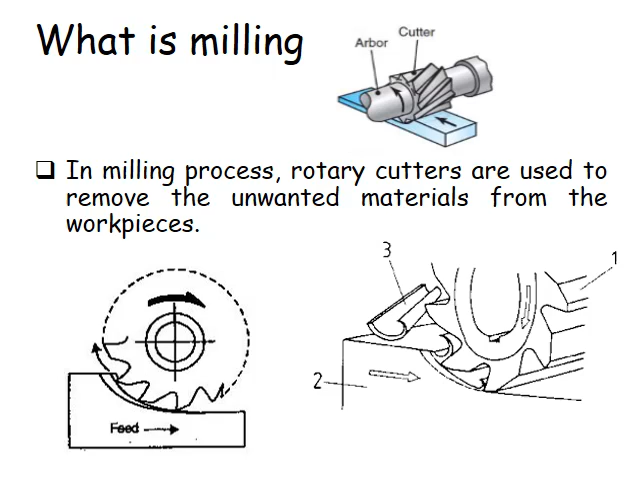 What is milling
Cutter
Arbor
In milling process, rotary cutters are used to
remove the unwanted materials from the
workpieces.
3
1
2
Feed